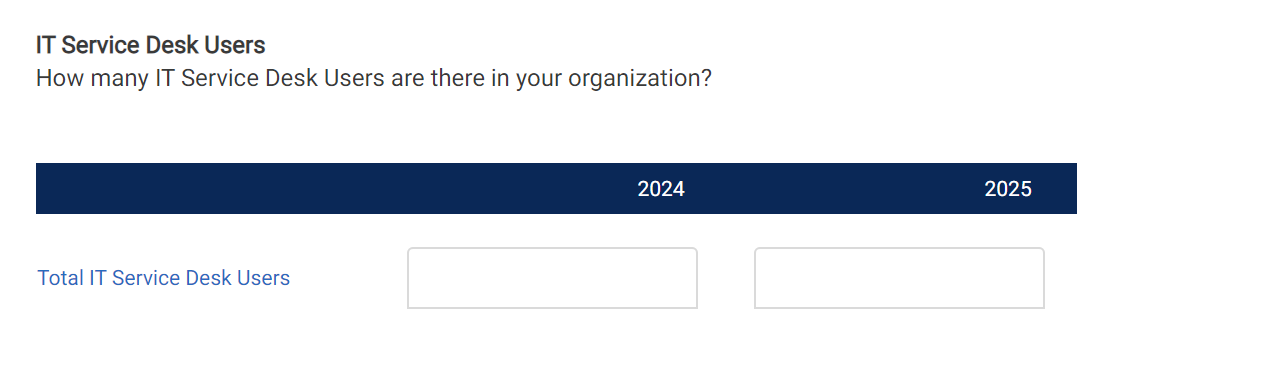 IT Service Desk Users
How many IT Service Desk Users are there in your organization?
2024 2025
Total IT Service Desk Users